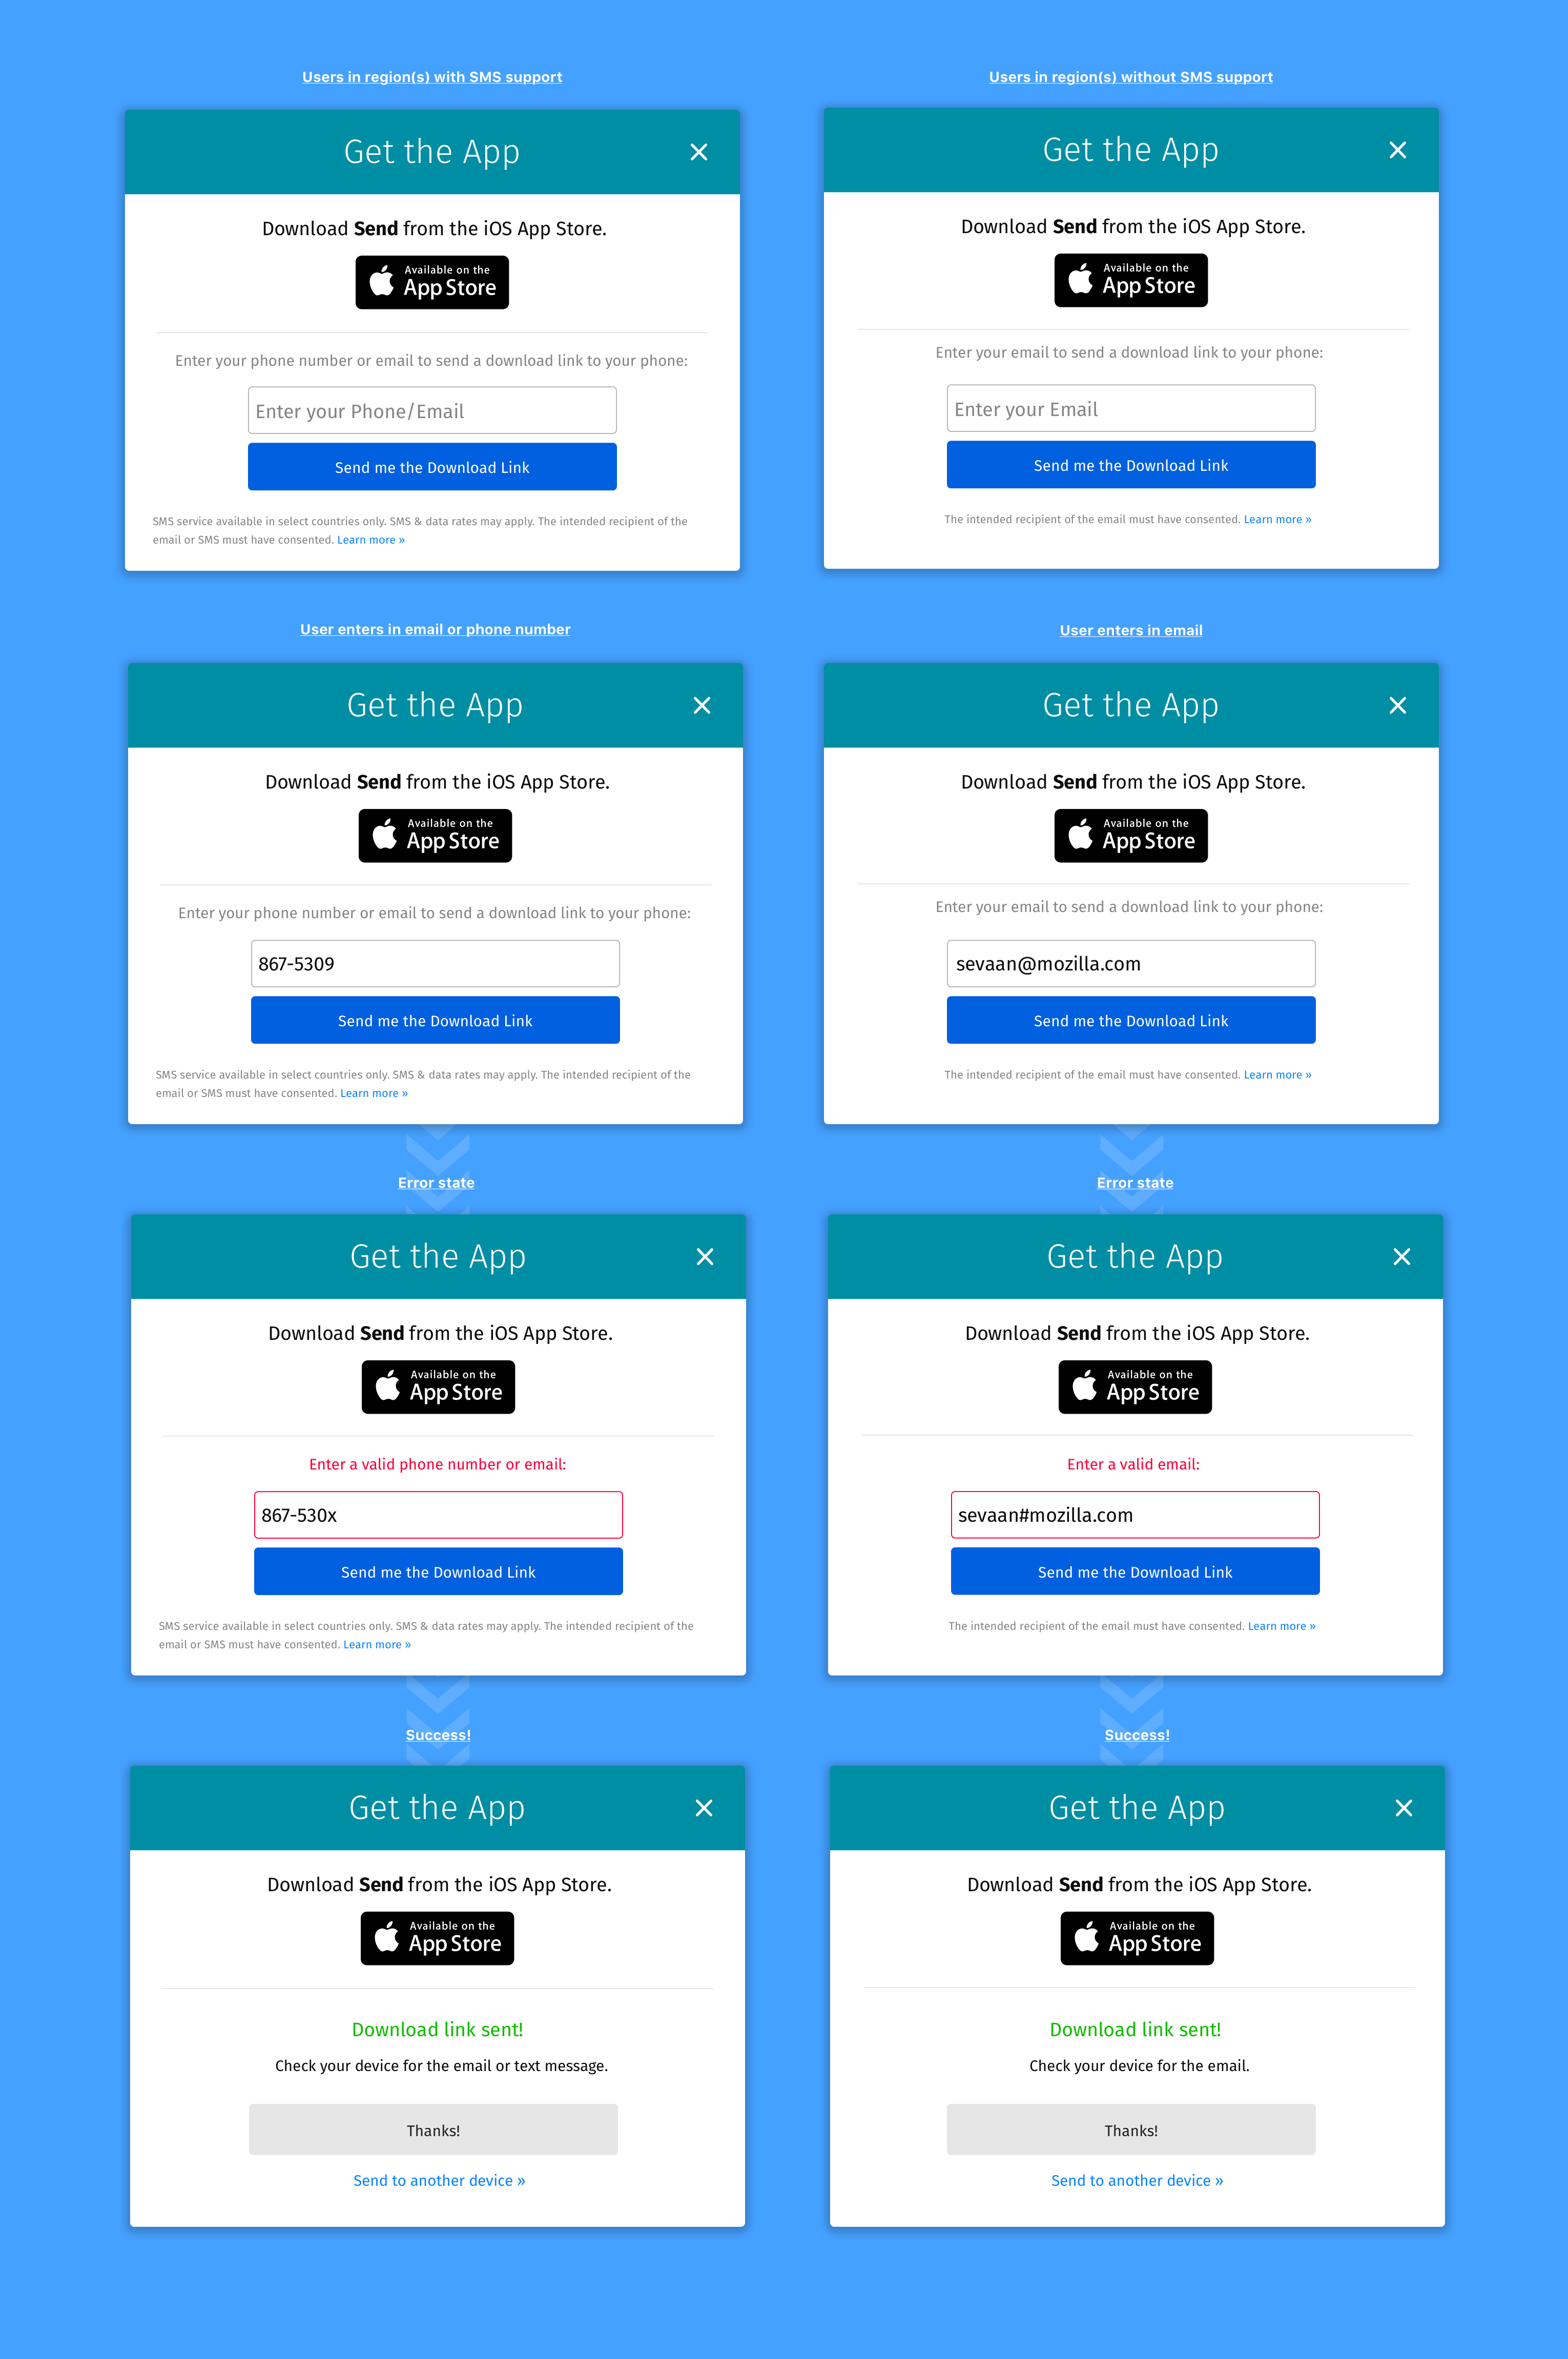 Users in region(s) with SMS support
Get the App
Download Send from the iOS App Store.
Available on the
App Store
Enter your phone number or email to send a download link to your phone:
Enter your Phone/Email
Send me the Download Link
SMS service available in select countries only. SMS & data rates may apply. The intended recipient of the
email or SMS must have consented. Learn more »
Users in region(s) without SMS support
Get the App
Download Send from the iOS App Store.
Available on the
App Store
Enter your email to send a download link to your phone:
Enter your Email
Send me the Download Link
The intended recipient of the email must have consented. Learn more »
User enters in email or phone number
Get the App
Download Send from the iOS App Store.
Available on the
App Store
Enter your phone number or email to send a download link to your phone:
867-5309
Send me the Download Link
SMS service available in select countries only. SMS & data rates may apply. The intended recipient of the
email or SMS must have consented. Learn more »
User enters in email
Get the App
Download Send from the iOS App Store.
Available on the
App Store
Enter your email to send a download link to your phone:
sevaan@mozilla.com
Send me the Download Link
The intended recipient of the email must have consented. Learn more »
Error state
Get the App
Download Send from the iOS App Store.
Available on the
App Store
Enter a valid phone number or email:
867-530x
Send me the Download Link
SMS service available in select countries only. SMS & data rates may apply. The intended recipient of the
email or SMS must have consented. Learn more »
Error state
Get the App
Download Send from the iOS App Store.
Available on the
App Store
Enter a valid email:
sevaan#mozilla.com
Send me the Download Link
The intended recipient of the email must have consented. Learn more »
Success!
Get the App
Download Send from the iOS App Store.
Available on the
App Store
Download link sent!
Check your device for the email or text message.
Thanks!
Send to another device »
Success!
Get the App
Download Send from the iOS App Store.
Available on the
App Store
Download link sent!
Check your device for the email.
Thanks!
Send to another device »